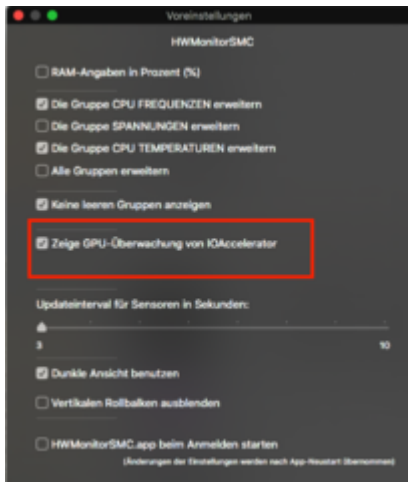 Voreinstellungen
HWMonitorSMC
RAM-Angaben in Prozent (%)
Die Gruppe CPU FREQUENZEN erweitern
Die Gruppe SPANNUNGEN erweitern
Die Gruppe CPU TEMPERATUREN erweitern
Alle Gruppen erweitern
Keine leeren Gruppen anzeigen
Zeige GPU-Überwachung von IOAccelerator
Updateinterval für Sensoren in Sekunden:
3 10
Dunkle Ansicht benutzen
Vertikalen Rollbalken ausblenden
HWMonitorSMC.app beim Anmelden starten
(Änderungen der Einstellungen werden nach App-Neustart übernommen)